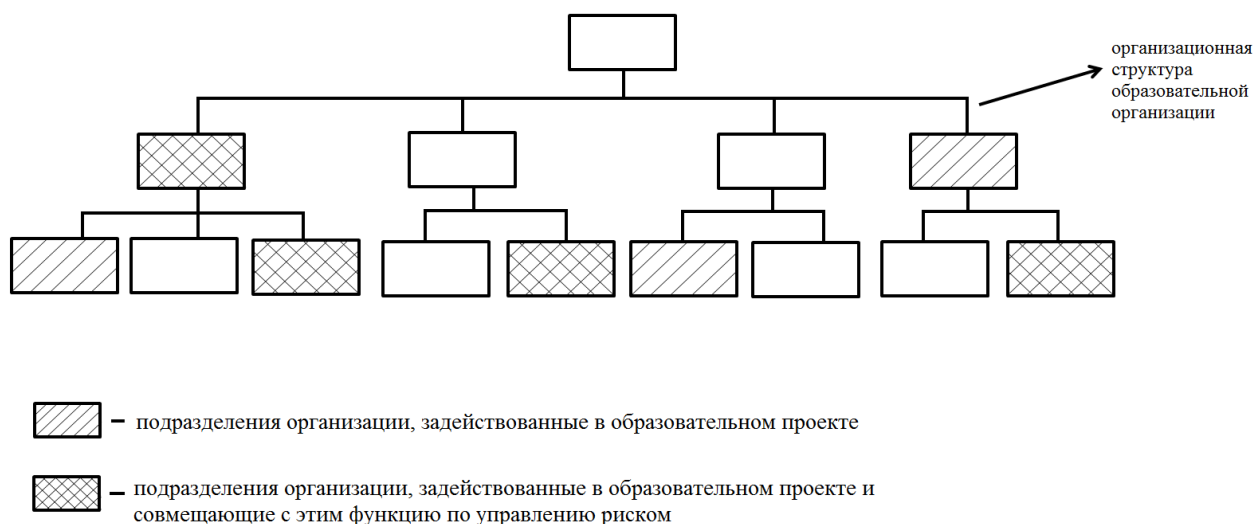 организационная
структура
образовательной
организации
– подразделения организации, задействованные в образовательном проекте
– подразделения организации, задействованные в образовательном проекте и
совмещающие с этим функцию по управлению риском